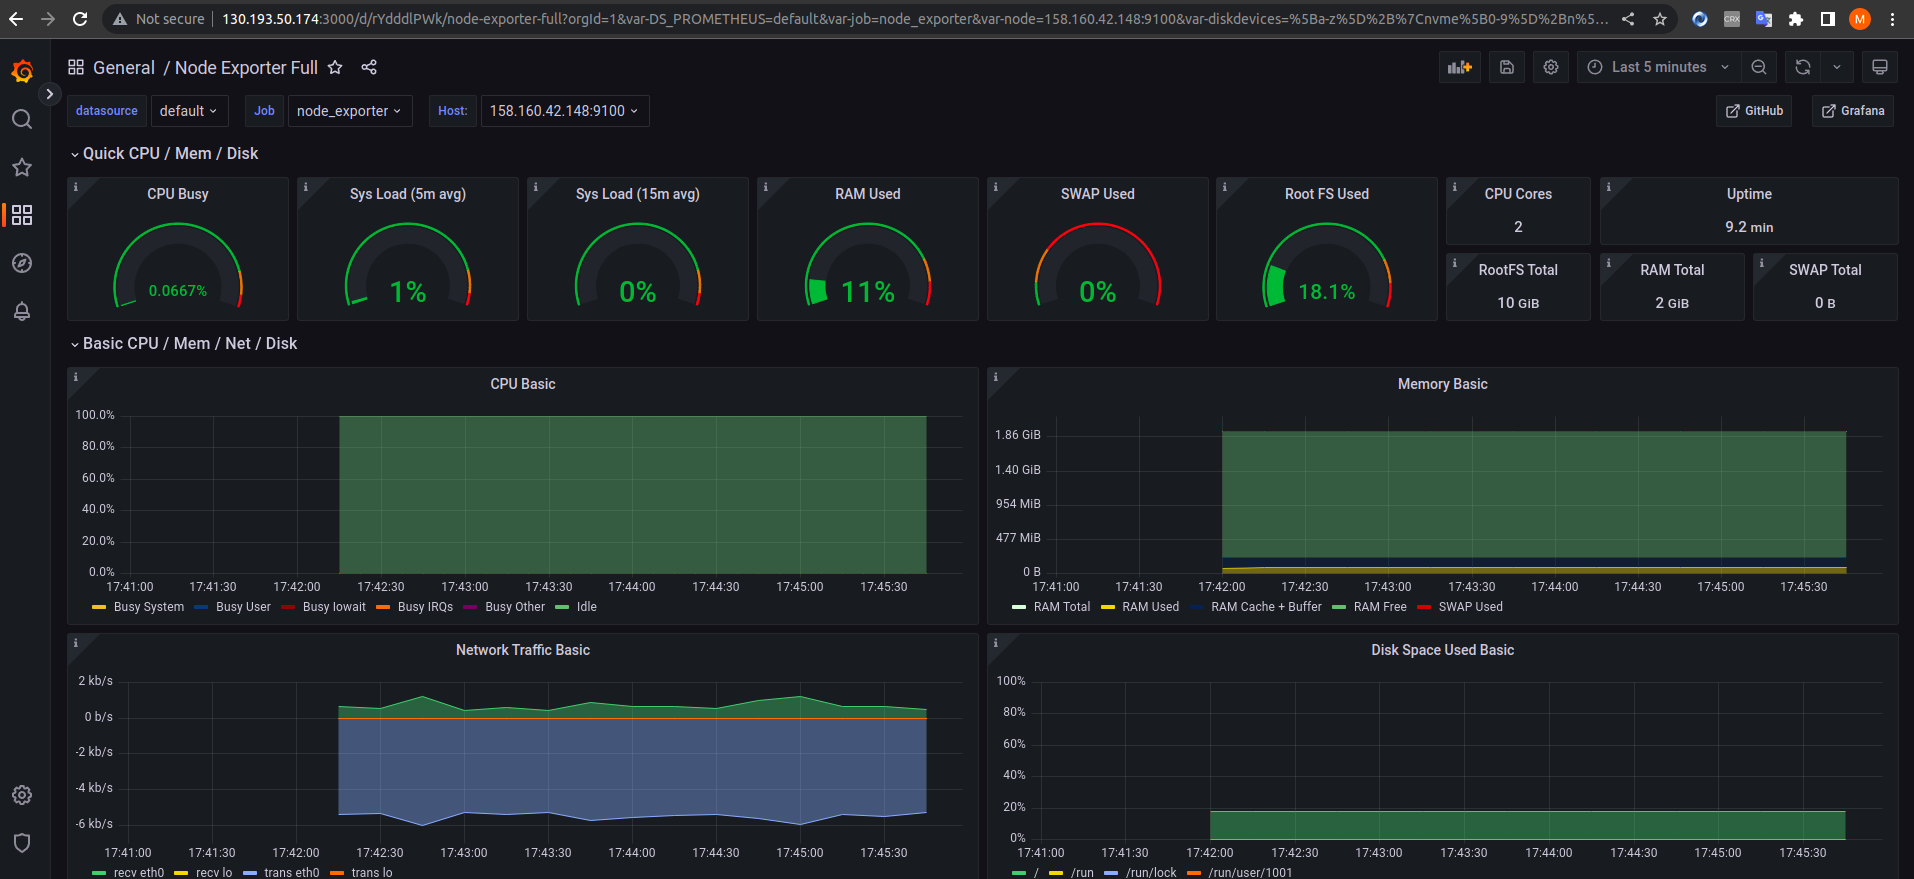 Not secure 130.193.50.174:3000/d/rYdddlPWk/node-exporter-full?orgId=1&var-DS_PROMETHEUS=default&var-job=node_exporter&var-node=158.160.42.148:9100&var-diskdevices=%5Ba-z%5D%2B%7Cnvme%5B0-9%5D%2Bn%5... CRX M
General / Node Exporter Full Last 5 minutes
datasource default Job node_exporter Host: 158.160.42.148:9100 GitHub Grafana
Quick CPU / Mem / Disk
CPU Busy
0.0667%
Sys Load (5m avg)
1%
Sys Load (15m avg)
0%
RAM Used
11%
SWAP Used
0%
Root FS Used
18.1%
CPU Cores
2
Uptime
9.2 min
RootFS Total
10 GiB
RAM Total
2 GiB
SWAP Total
0 B
Basic CPU / Mem / Net / Disk
CPU Basic
100.0%
80.0%
60.0%
40.0%
20.0%
0.0%
17:41:00 17:41:30 17:42:00 17:42:30 17:43:00 17:43:30 17:44:00 17:44:30 17:45:00 17:45:30
Busy System Busy User Busy Iowait Busy IRQs Busy Other Idle
Memory Basic
1.86 GiB
1.40 GiB
954 MiB
477 MiB
0 B
17:41:00 17:41:30 17:42:00 17:42:30 17:43:00 17:43:30 17:44:00 17:44:30 17:45:00 17:45:30
RAM Total RAM Used RAM Cache + Buffer RAM Free SWAP Used
Network Traffic Basic
2 kb/s
0 b/s
-2 kb/s
-4 kb/s
-6 kb/s
17:41:00 17:41:30 17:42:00 17:42:30 17:43:00 17:43:30 17:44:00 17:44:30 17:45:00 17:45:30
recv eth0 recv lo trans eth0 trans lo
Disk Space Used Basic
100%
80%
60%
40%
20%
0%
17:41:00 17:41:30 17:42:00 17:42:30 17:43:00 17:43:30 17:44:00 17:44:30 17:45:00 17:45:30
/ /run /run/lock /run/user/1001